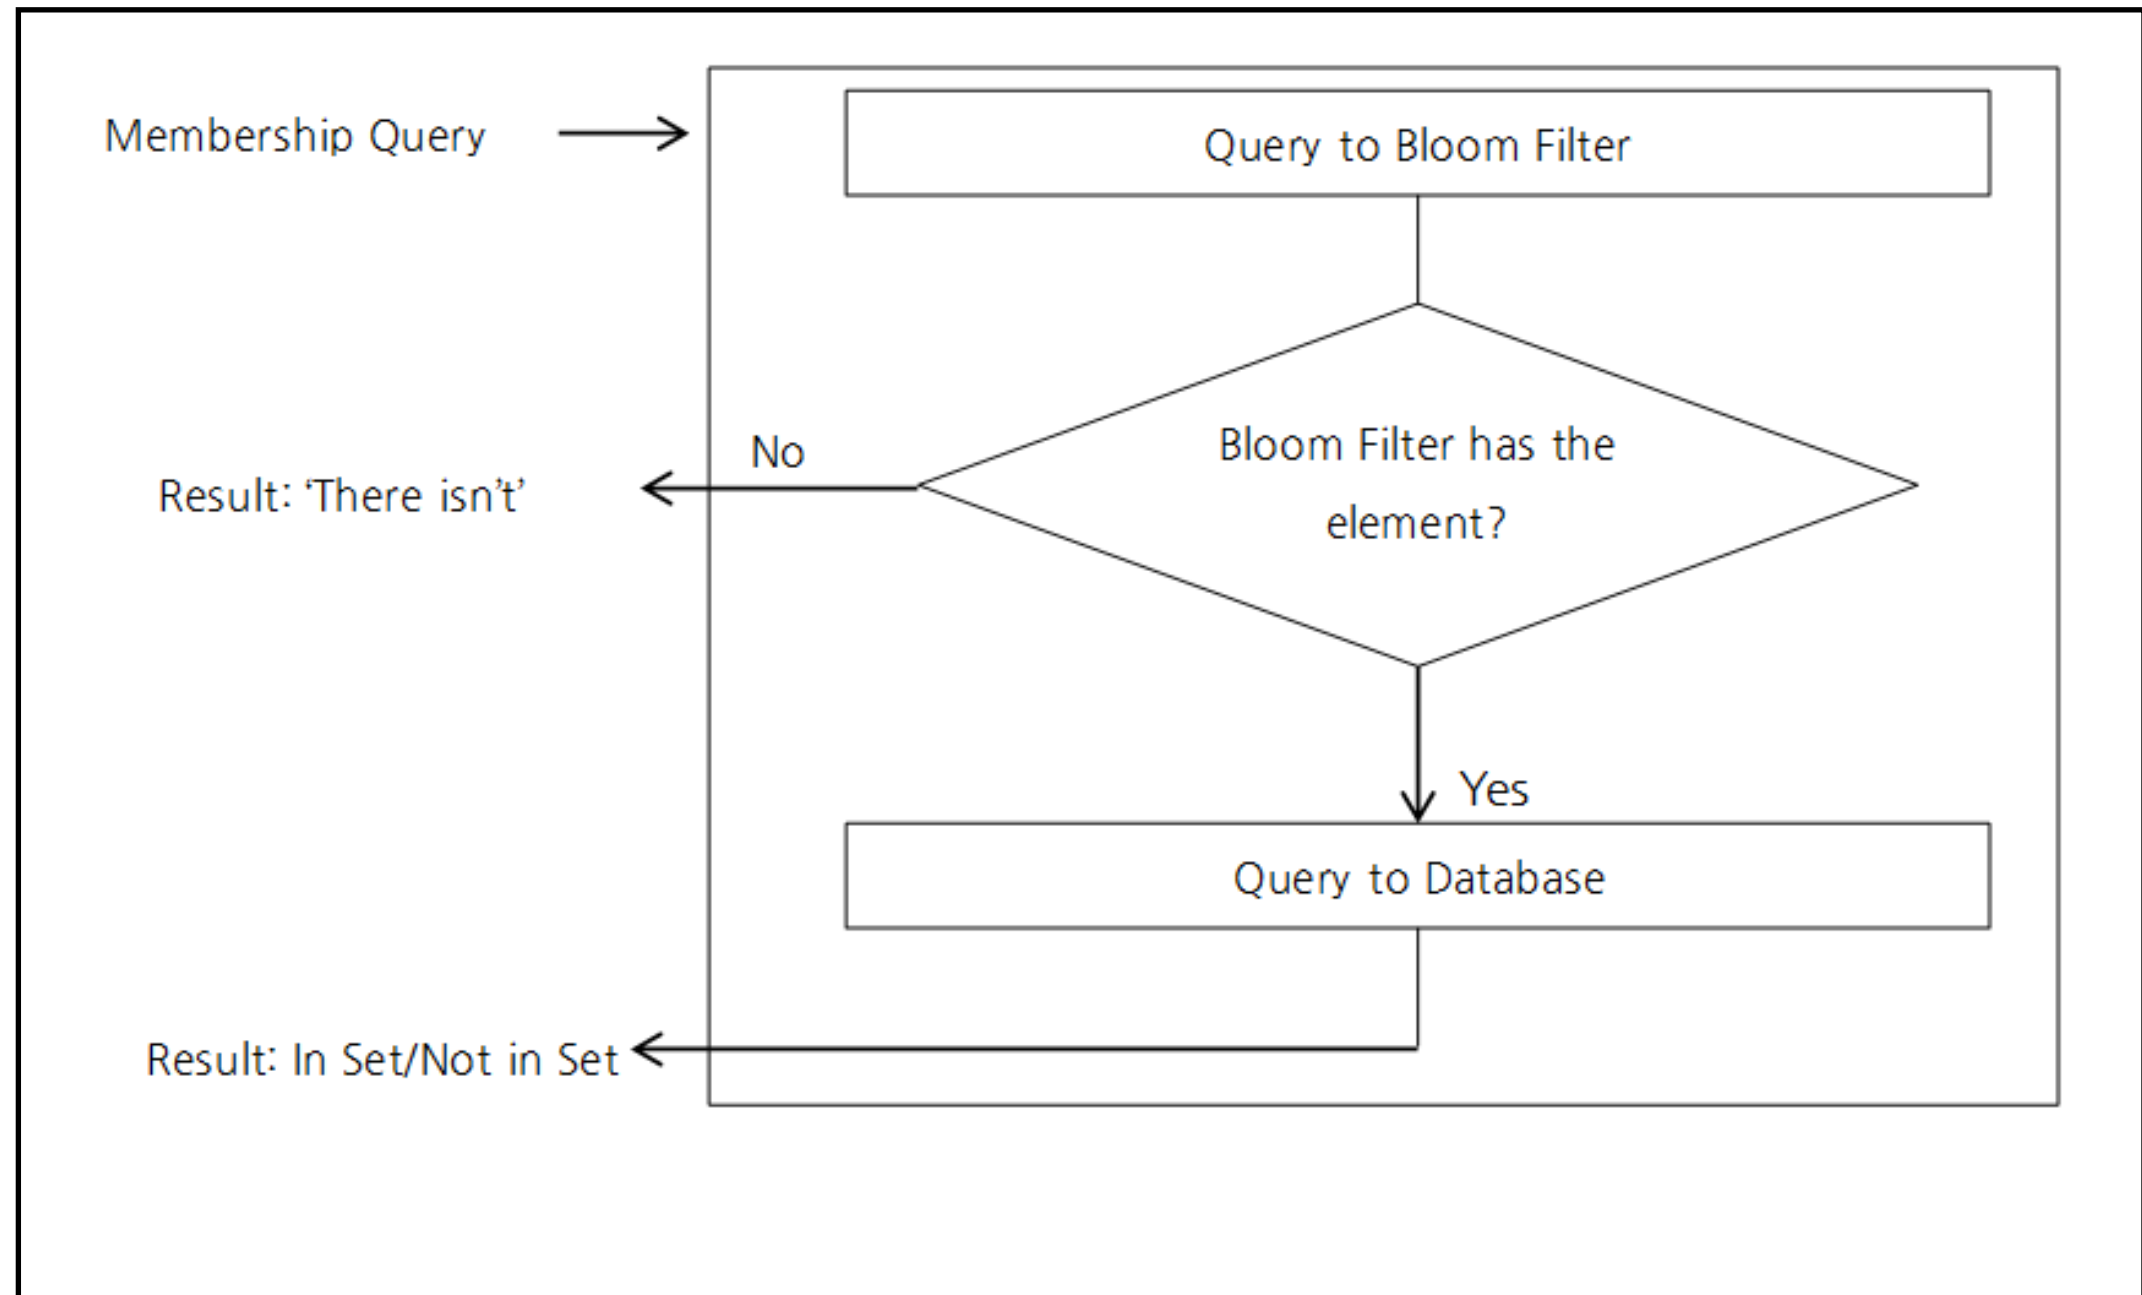 Membership Query
Query to Bloom Filter
Bloom Filter has the
element?
No
Result: ‘There isn’t’
Yes
Query to Database
Result: In Set/Not in Set